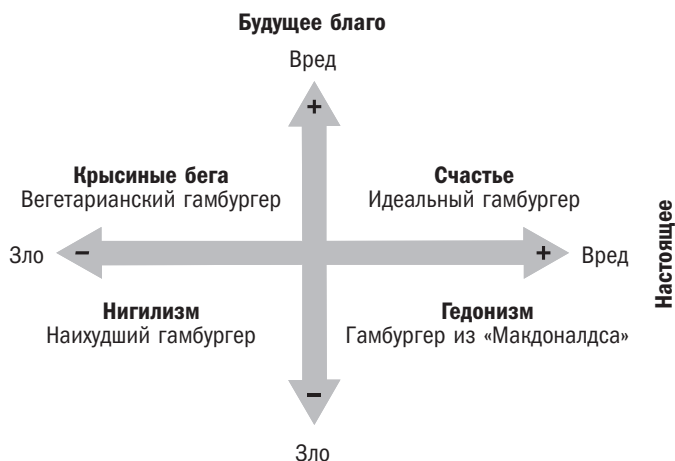 Будущее благо
Вред
+
Крысиные бега
Вегетарианский гамбургер
Счастье
Идеальный гамбургер
Зло
−
+
Вред
Настоящее
Нигилизм
Наихудший гамбургер
Гедонизм
Гамбургер из «Макдоналдса»
−
Зло